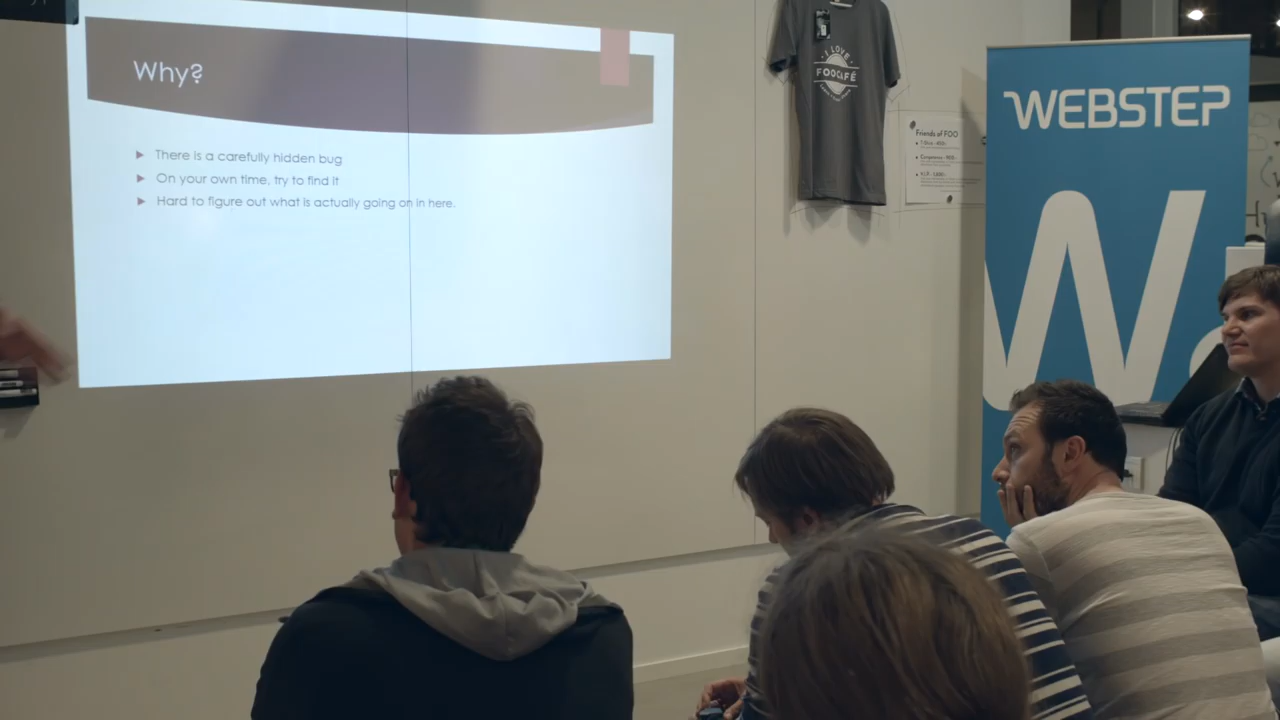 Why?
There is a carefully hidden bug
On your own time, try to find it
Hard to figure out what is actually going on in here.
I LOVE
FOOCAFÉ
Friends of FOO
WEBSTEP
W